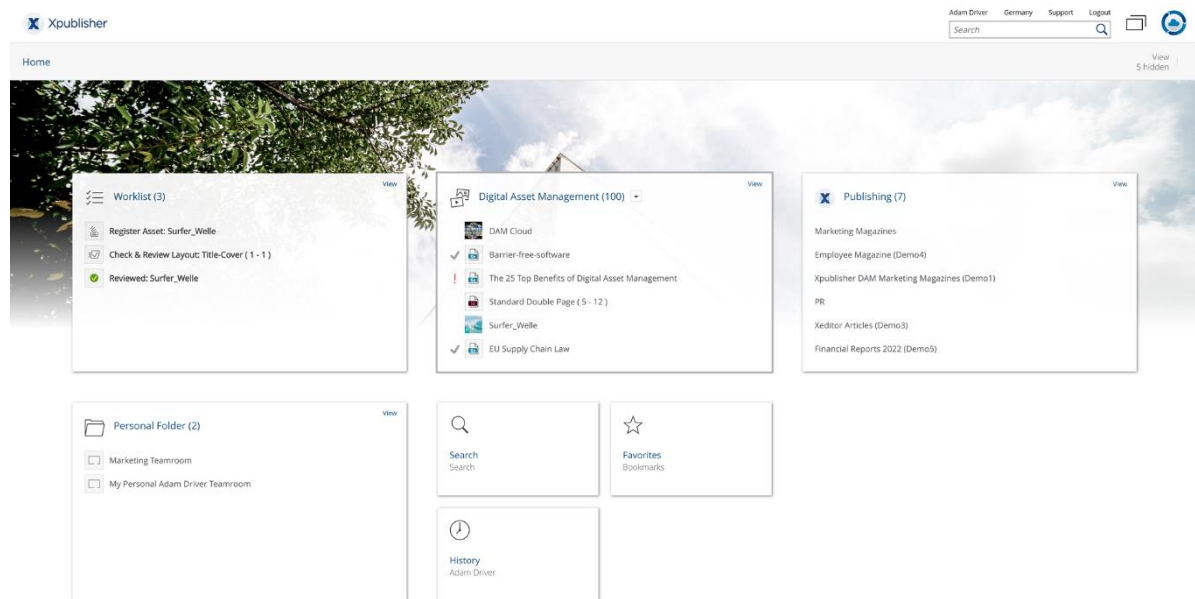 Xpublisher
Adam Driver Germany Support Logout
Search
Home
View
5 hidden
Worklist (3)
View
Register Asset: Surfer_Welle
Check & Review Layout: Title-Cover ( 1 - 1 )
Reviewed: Surfer_Welle
Digital Asset Management (100)
View
DAM Cloud
Barrier-free-software
The 25 Top Benefits of Digital Asset Management
Standard Double Page ( 5 - 12 )
Surfer_Welle
EU Supply Chain Law
X Publishing (7)
View
Marketing Magazines
Employee Magazine (Demo4)
Xpublisher DAM Marketing Magazines (Demo1)
PR
Xeditor Articles (Demo3)
Financial Reports 2022 (Demo5)
Personal Folder (2)
View
Marketing Teamroom
My Personal Adam Driver Teamroom
Search
Search
Favorites
Bookmarks
History
Adam Driver